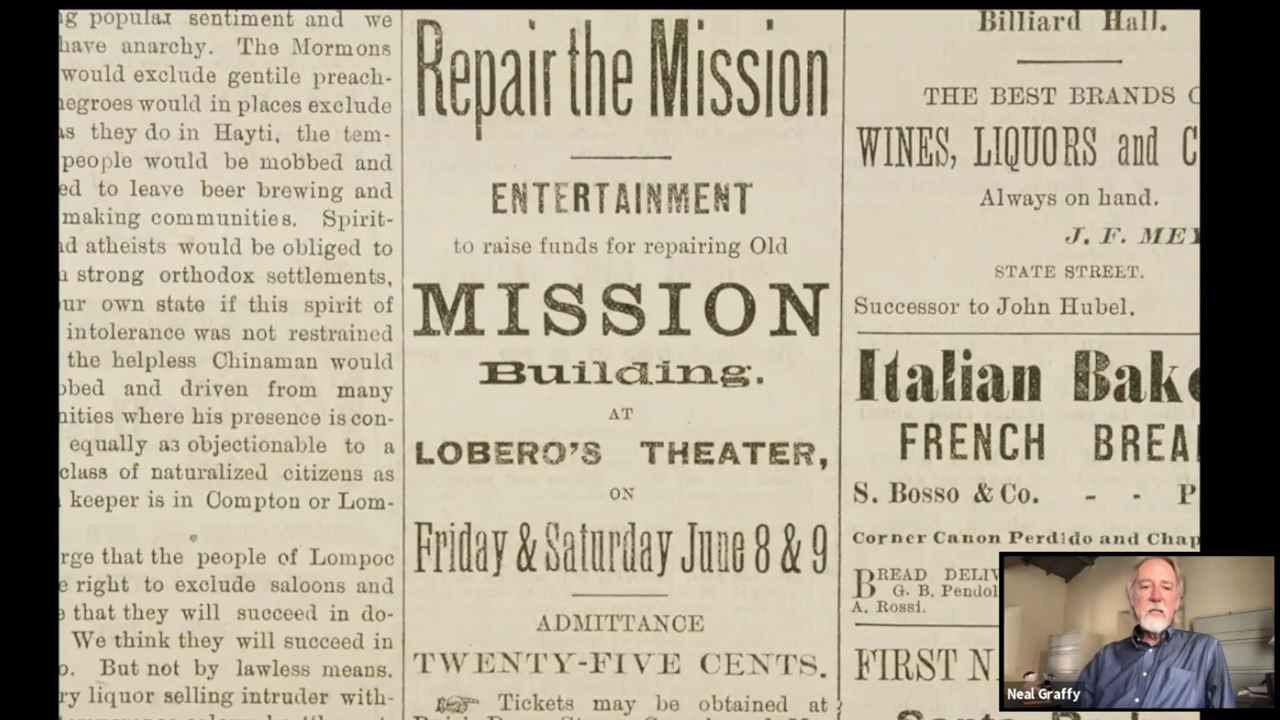 g popular sentiment and we
have anarchy. The Mormons
would exclude gentile preach-
negroes would in places exclude
as they do in Hayti, the tem-
people would be mobbed and
ed to leave beer brewing and
making communities. Spirit-
nd atheists would be obliged to
strong orthodox settlements,
ur own state if this spirit of
intolerance was not restrained
the helpless Chinaman would
bbed and driven from many
nities where his presence is con-
equally as objectionable to a
class of naturalized citizens as
keeper is in Compton or Lom-
rge that the people of Lompoc
e right to exclude saloons and
e that they will succeed in do-
We think they will succeed in
o. But not by lawless means.
ry liquor selling intruder with-
Repair the Mission
ENTERTAINMENT
to raise funds for repairing Old
MISSION
Building.
AT
LOBERO'S THEATER,
ON
Friday & Saturday June 8 & 9
ADMITTANCE
TWENTY-FIVE CENTS.
Tickets may be obtained at
Billiard Hall.
THE BEST BRANDS O
WINES, LIQUORS and C
Always on hand.
J. F. MEY
STATE STREET.
Successor to John Hubel.
Italian Bake
FRENCH BREA
S. Bosso & Co. - - P
Corner Canon Perdido and Chap
BREAD DELIV
G. B. Pendol
A. Rossi.
FIRST N
Neal Graffy